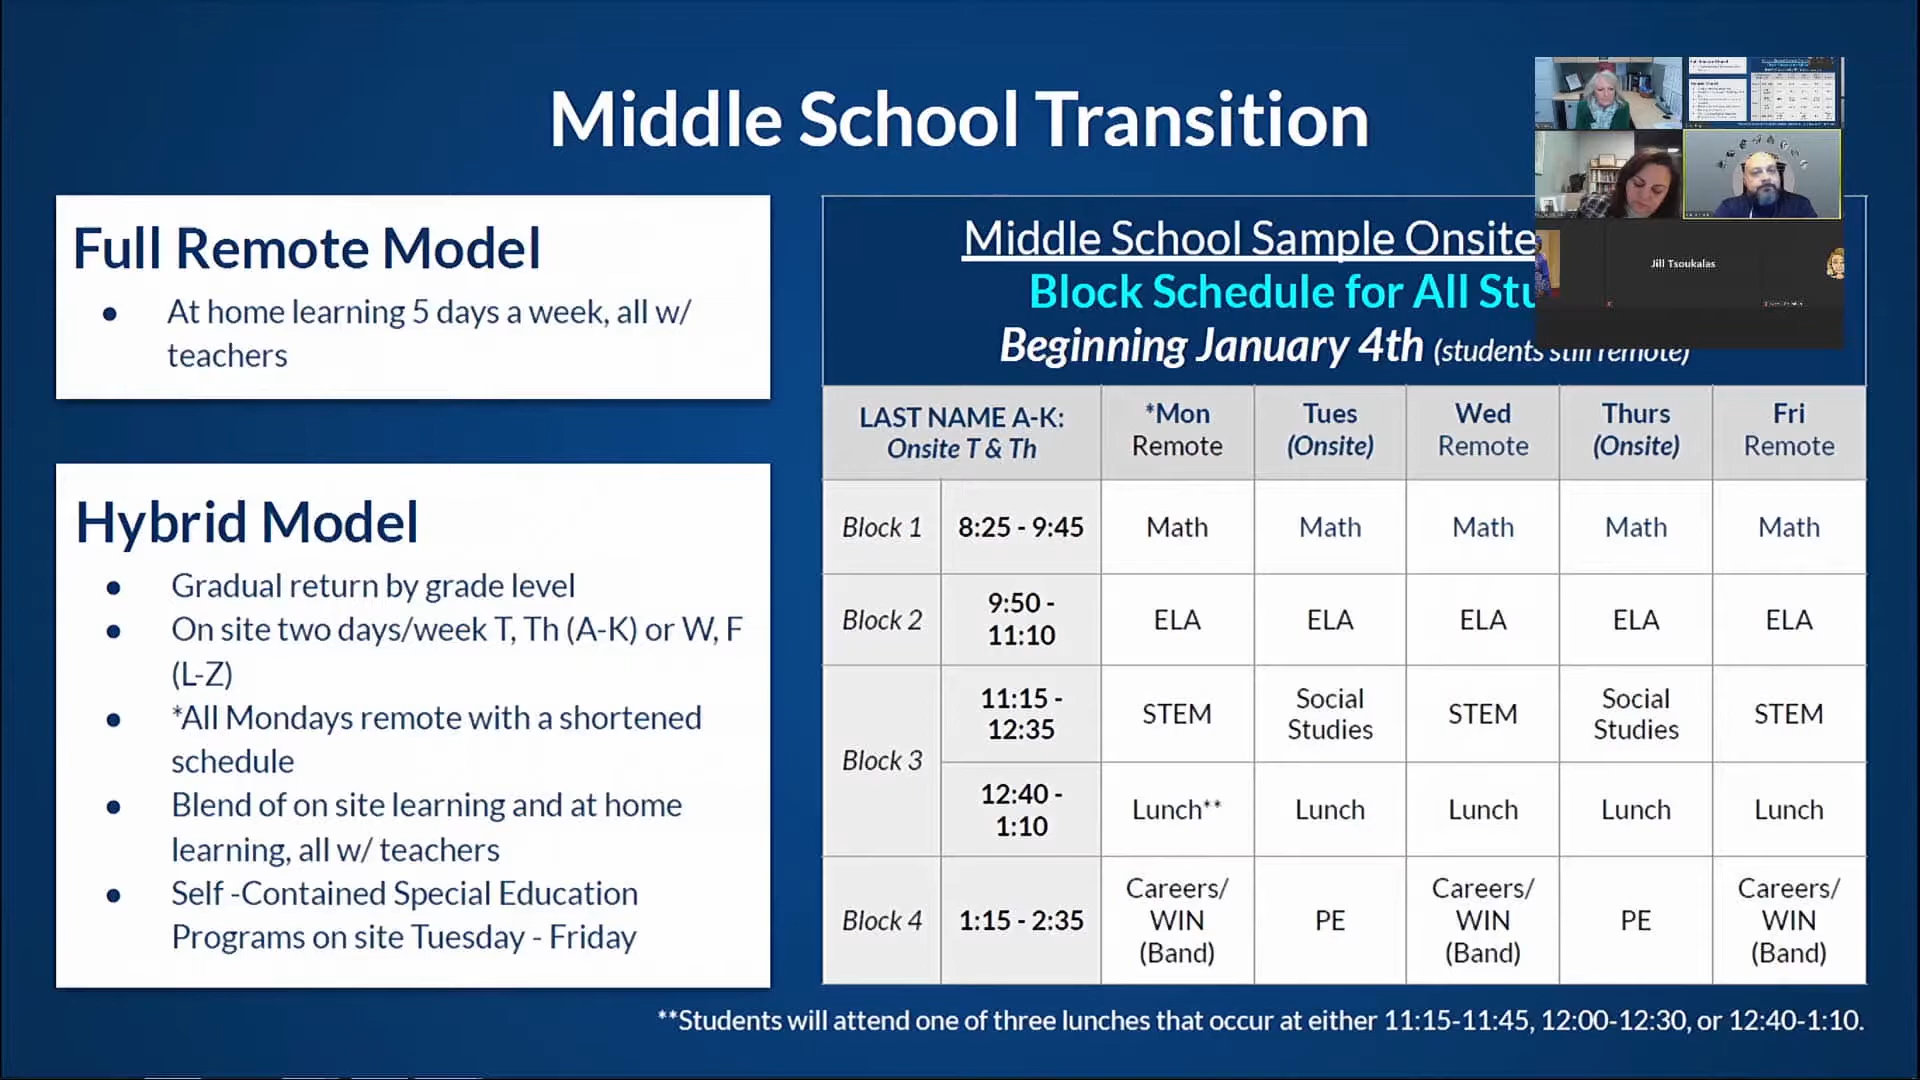 Middle School Transition
Full Remote Model
● At home learning 5 days a week, all w/
teachers
Hybrid Model
● Gradual return by grade level
● On site two days/week T, Th (A-K) or W, F
(L-Z)
● *All Mondays remote with a shortened
schedule
● Blend of on site learning and at home
learning, all w/ teachers
● Self -Contained Special Education
Programs on site Tuesday - Friday
Middle School Sample Onsite
Block Schedule for All
Beginning January 4th (students still remote)
LAST NAME A-K:
Onsite T & Th
*Mon
Remote
Tues
(Onsite)
Wed
Remote
Thurs
(Onsite)
Fri
Remote
Block 1 8:25 - 9:45 Math Math Math Math Math
Block 2
9:50 -
11:10
ELA ELA ELA ELA ELA
Block 3
11:15 -
12:35
STEM
Social
Studies
STEM
Social
Studies
STEM
12:40 -
1:10
Lunch** Lunch Lunch Lunch Lunch
Block 4 1:15 - 2:35
Careers/
WIN
(Band)
PE
Careers/
WIN
(Band)
PE
Careers/
WIN
(Band)
**Students will attend one of three lunches that occur at either 11:15-11:45, 12:00-12:30, or 12:40-1:10.
Jill Tsoukalas